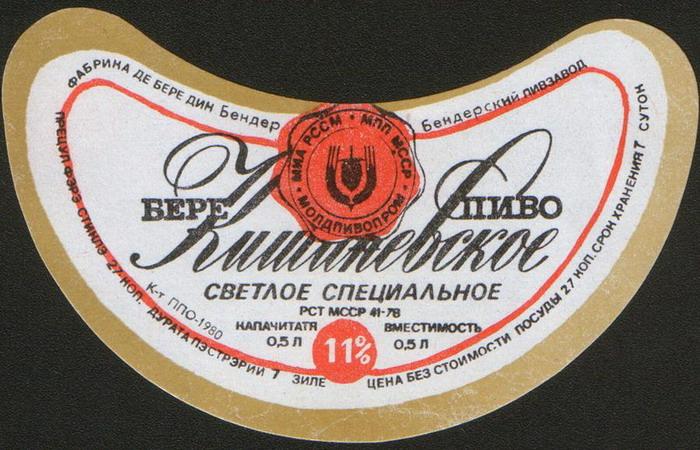 ФАБРИКА ДЕ БЕРЕ ДИН Бендер
Бендерский ПИВЗАВОД
МИА РССМ • МПП МССР • МОЛДПИВОПРОМ •
БЕРЕ
ПИВО
Кишиневское
СВЕТЛОЕ СПЕЦИАЛЬНОЕ
РСТ МССР 41-78
КАПАЧИТАТЯ
ВМЕСТИМОСТЬ
0,5 Л
0,5 Л
11%
К-т ППО-1980
ПРЕЦУЛ ФЭРЭ СТИКЛЭ 27 КОП. ДУРАТА ПЭСТРЭРИЙ 7 ЗИЛЕ
ЦЕНА БЕЗ СТОИМОСТИ ПОСУДЫ 27 КОП. СРОК ХРАНЕНИЯ 7 СУТОК